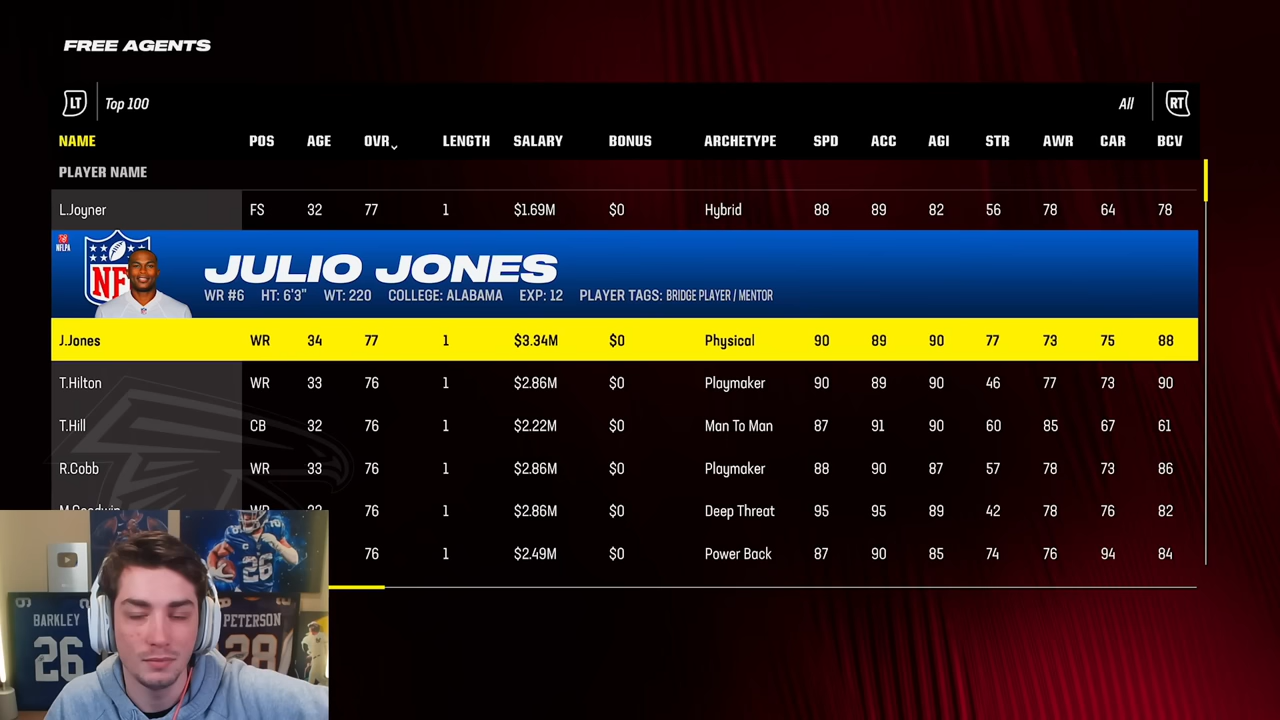 FREE AGENTS
LT Top 100 All RT
NAME POS AGE OVR LENGTH SALARY BONUS ARCHETYPE SPD ACC AGI STR AWR CAR BCV
PLAYER NAME
L.Joyner FS 32 77 1 $1.69M $0 Hybrid 88 89 82 56 78 64 78
NFLPA
NFL
JULIO JONES
WR #6 HT: 6'3" WT: 220 COLLEGE: ALABAMA EXP: 12 PLAYER TAGS: BRIDGE PLAYER / MENTOR
J.Jones WR 34 77 1 $3.34M $0 Physical 90 89 90 77 73 75 88
T.Hilton WR 33 76 1 $2.86M $0 Playmaker 90 89 90 46 77 73 90
T.Hill CB 32 76 1 $2.22M $0 Man To Man 87 91 90 60 85 67 61
R.Cobb WR 33 76 1 $2.86M $0 Playmaker 88 90 87 57 78 73 86
M.Goodwin WR 76 1 $2.86M $0 Deep Threat 95 95 89 42 78 76 82
76 1 $2.49M $0 Power Back 87 90 85 74 76 94 84
26
BARKLEY
26
PETERSON
28